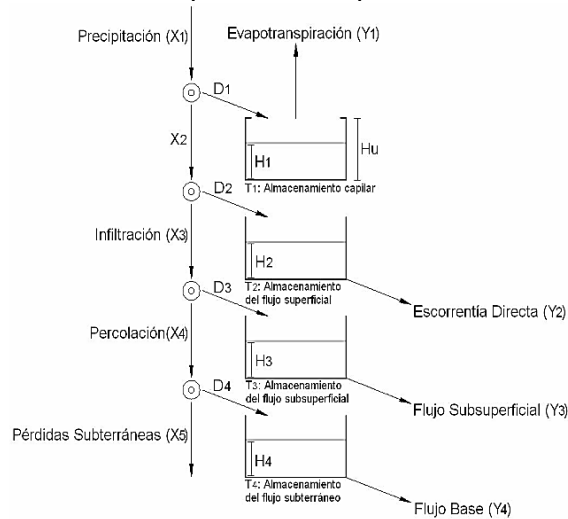 Precipitación (X1)
Evapotranspiración (Y1)
D1
X2
Hu
H1
T1: Almacenamiento capilar
D2
Infiltración (X3)
H2
T2: Almacenamiento
del flujo superficial
D3
Escorrentía Directa (Y2)
Percolación(X4)
H3
T3: Almacenamiento
del flujo subsuperficial
D4
Flujo Subsuperficial (Y3)
Pérdidas Subterráneas (X5)
H4
T4: Almacenamiento
del flujo subterráneo
Flujo Base (Y4)